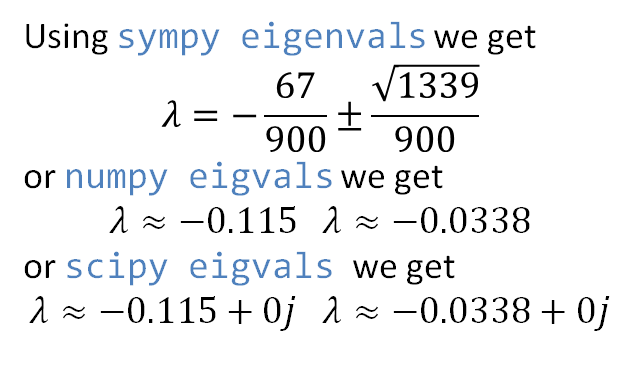 Using sympy eigenvals we get
λ = − 67/900 ± √1339/900
or numpy eigvals we get
λ ≈ −0.115 λ ≈ −0.0338
or scipy eigvals we get
λ ≈ −0.115 + 0j λ ≈ −0.0338 + 0j